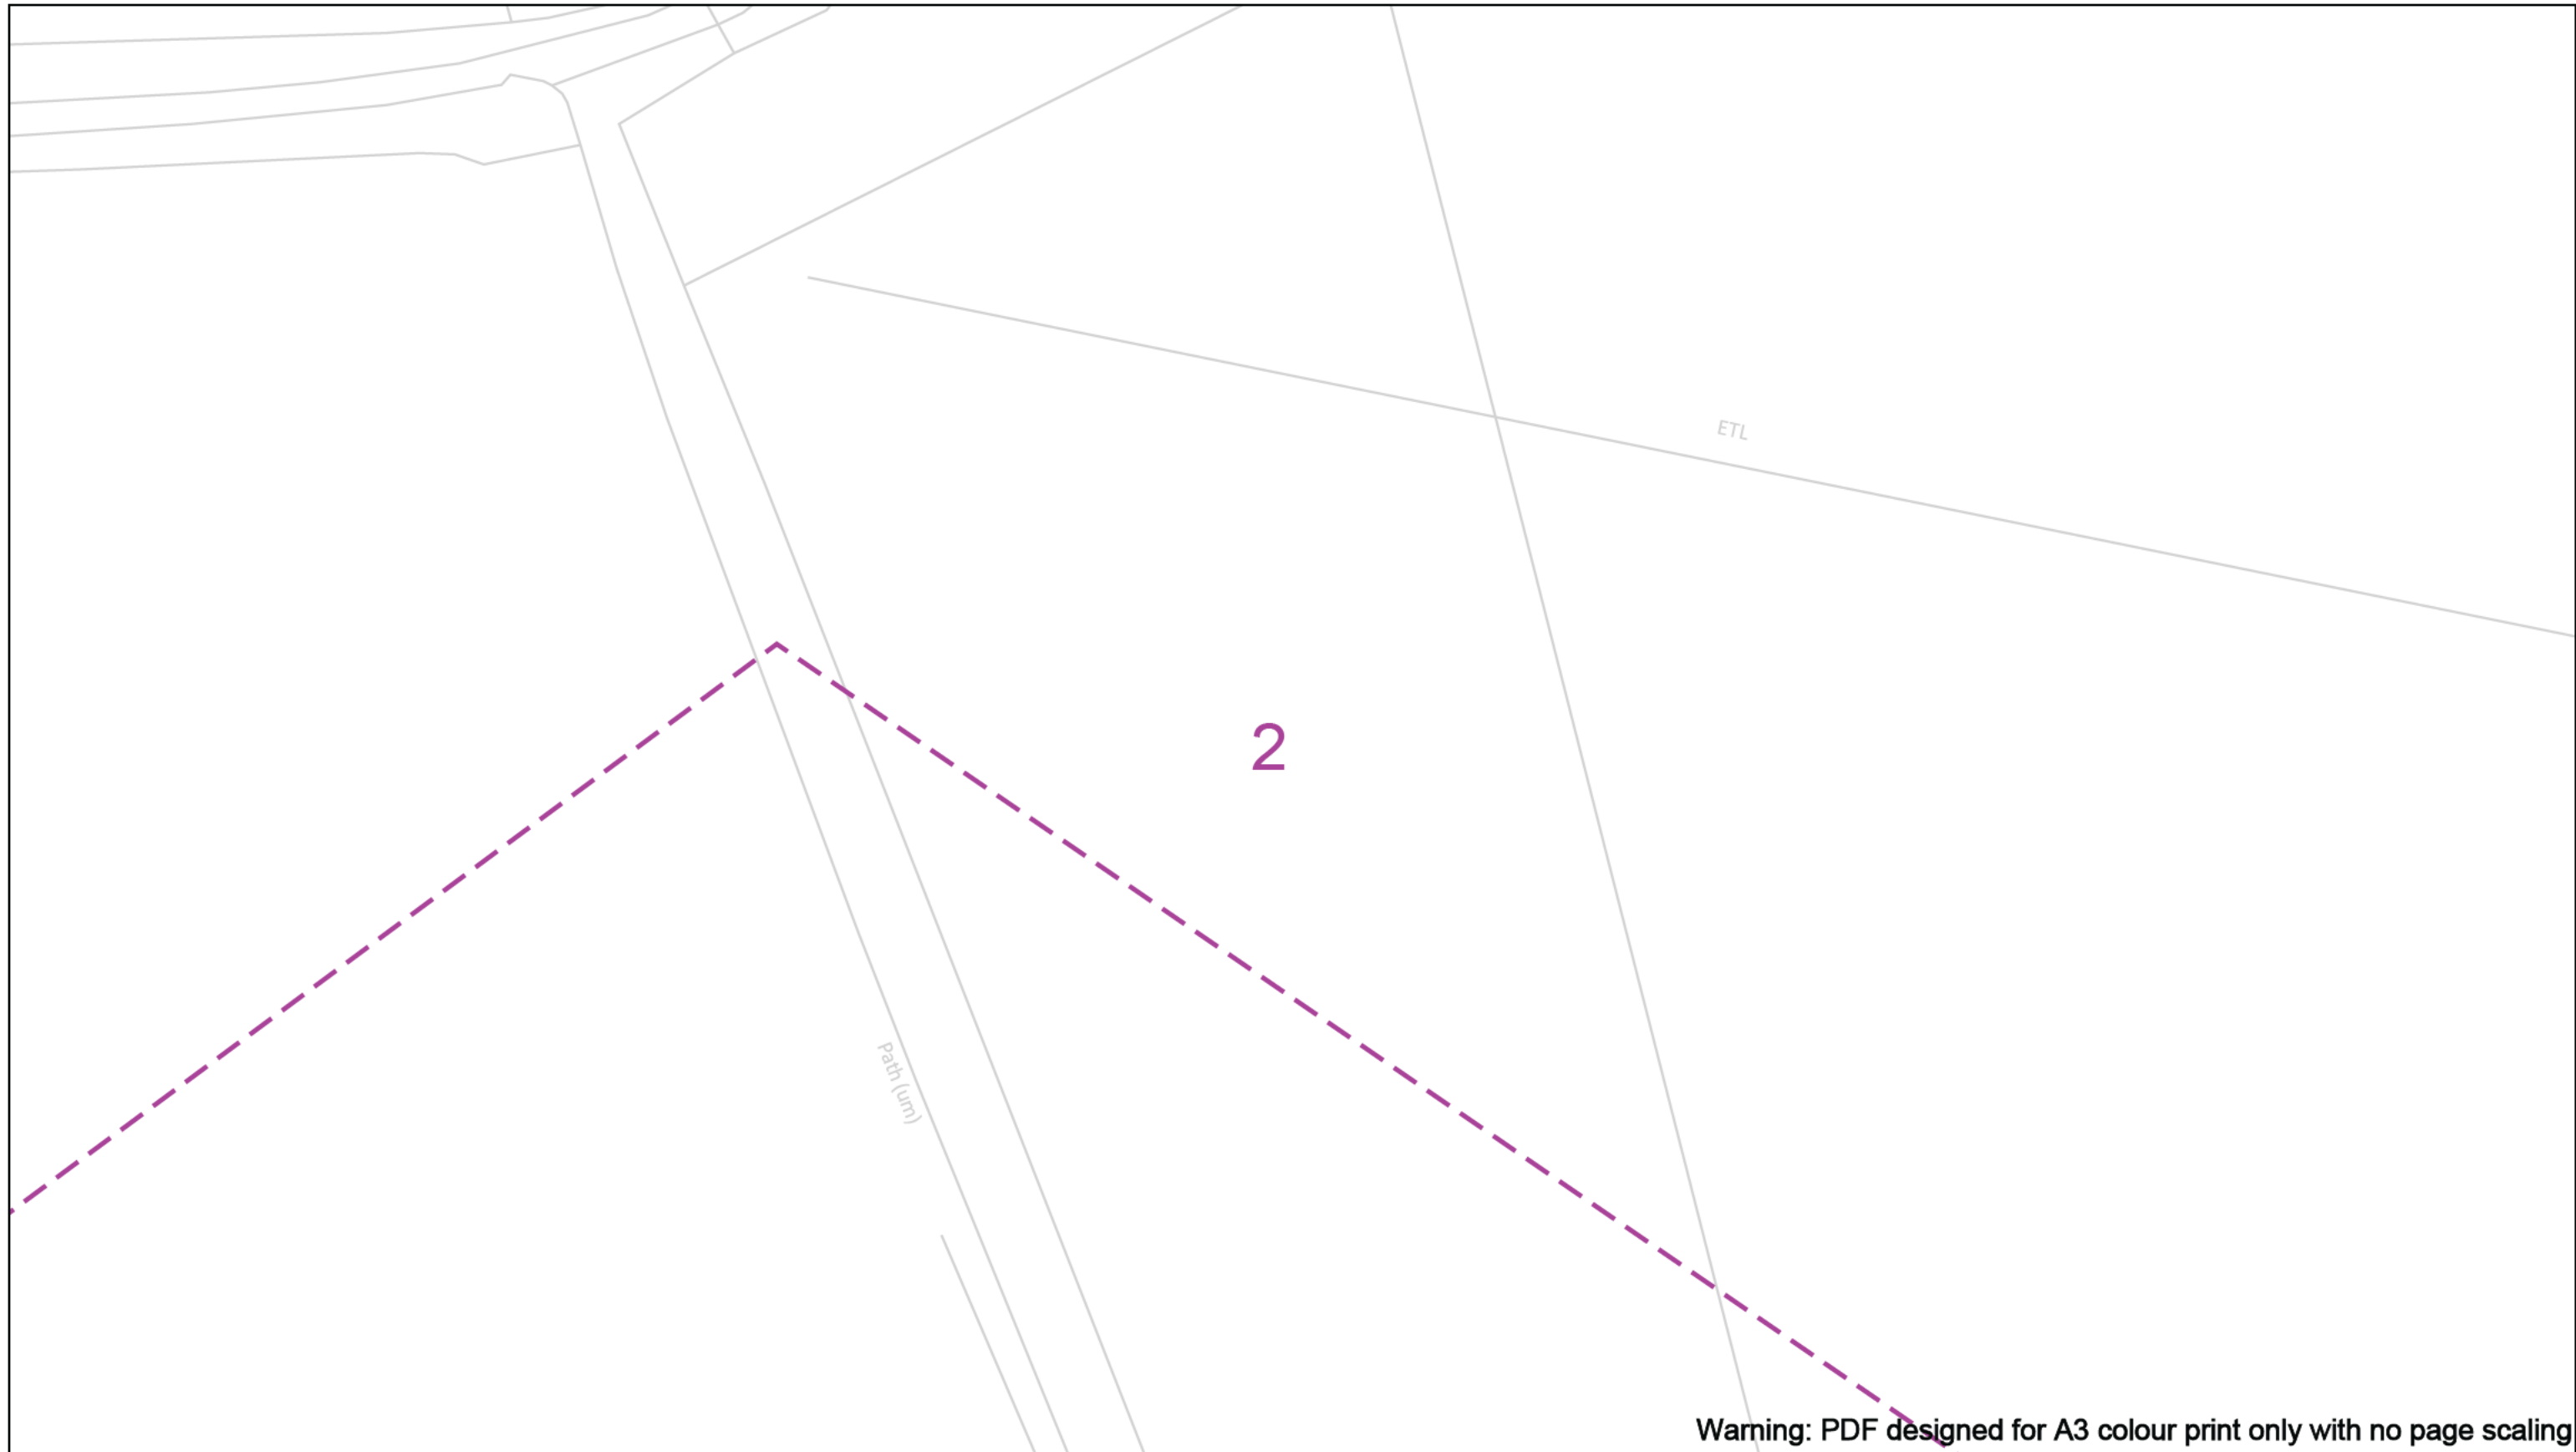 ETL
2
Path (um)
Warning: PDF designed for A3 colour print only with no page scaling